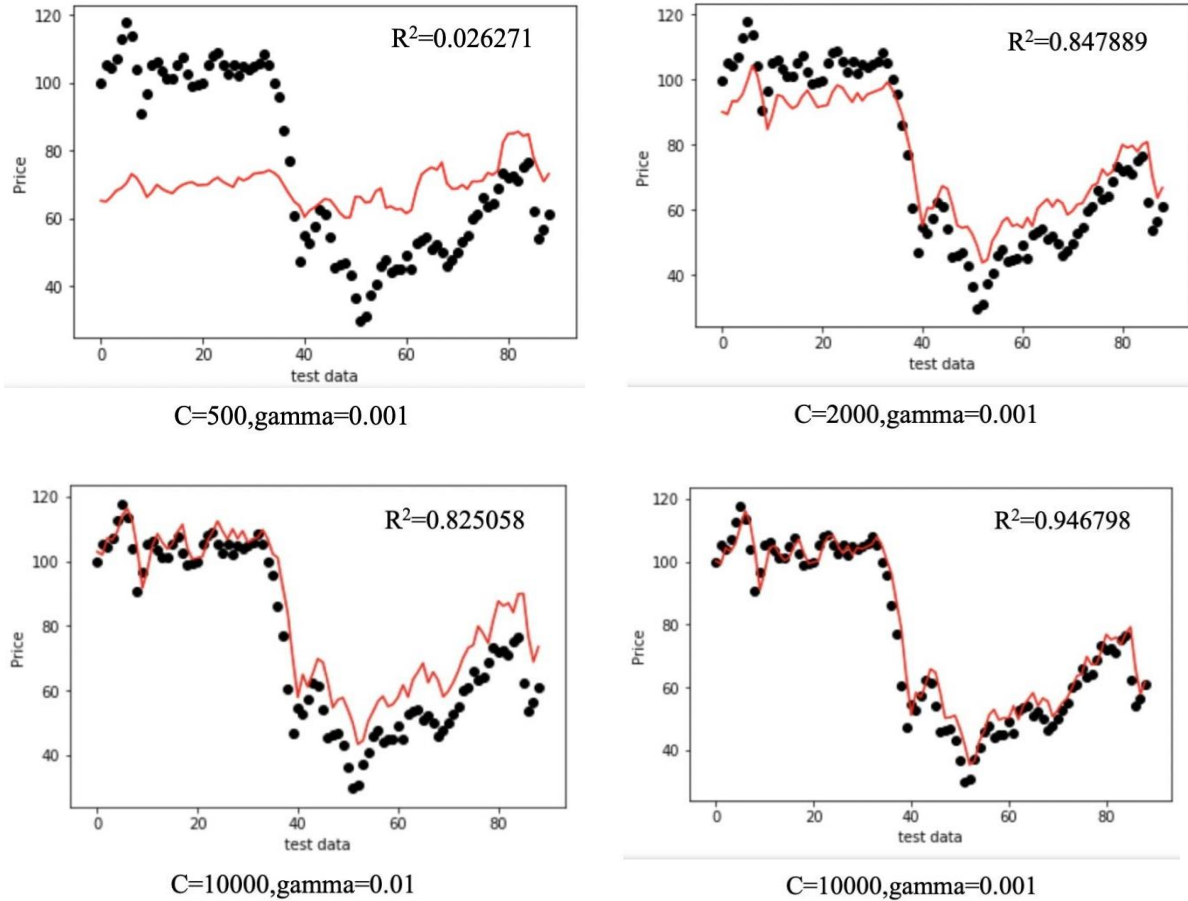 120
100
80
60
40
Price
R²=0.026271
0 20 40 60 80
test data
C=500,gamma=0.001
120
100
80
60
40
Price
R²=0.847889
0 20 40 60 80
test data
C=2000,gamma=0.001
120
100
80
60
40
Price
R²=0.825058
0 20 40 60 80
test data
C=10000,gamma=0.01
120
100
80
60
40
Price
R²=0.946798
0 20 40 60 80
test data
C=10000,gamma=0.001